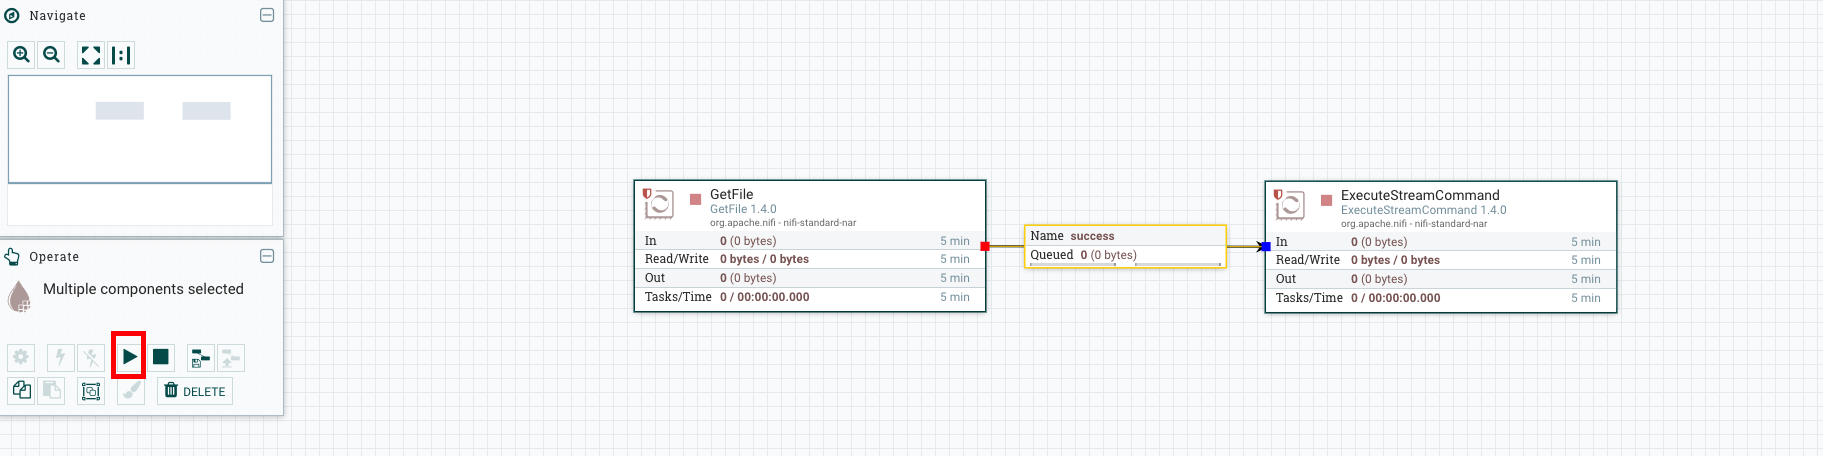 Navigate
Operate
Multiple components selected
DELETE
GetFile
GetFile 1.4.0
org.apache.nifi - nifi-standard-nar
In 0 (0 bytes) 5 min
Read/Write 0 bytes / 0 bytes 5 min
Out 0 (0 bytes) 5 min
Tasks/Time 0 / 00:00:00.000 5 min
Name success
Queued 0 (0 bytes)
ExecuteStreamCommand
ExecuteStreamCommand 1.4.0
org.apache.nifi - nifi-standard-nar
In 0 (0 bytes) 5 min
Read/Write 0 bytes / 0 bytes 5 min
Out 0 (0 bytes) 5 min
Tasks/Time 0 / 00:00:00.000 5 min